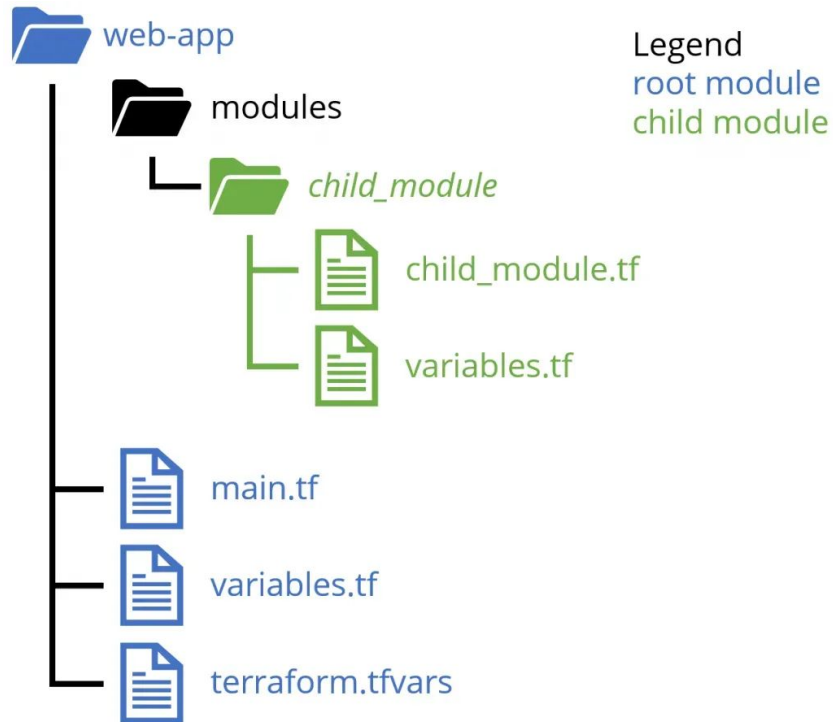 web-app
modules
child_module
child_module.tf
variables.tf
main.tf
variables.tf
terraform.tfvars
Legend
root module
child module